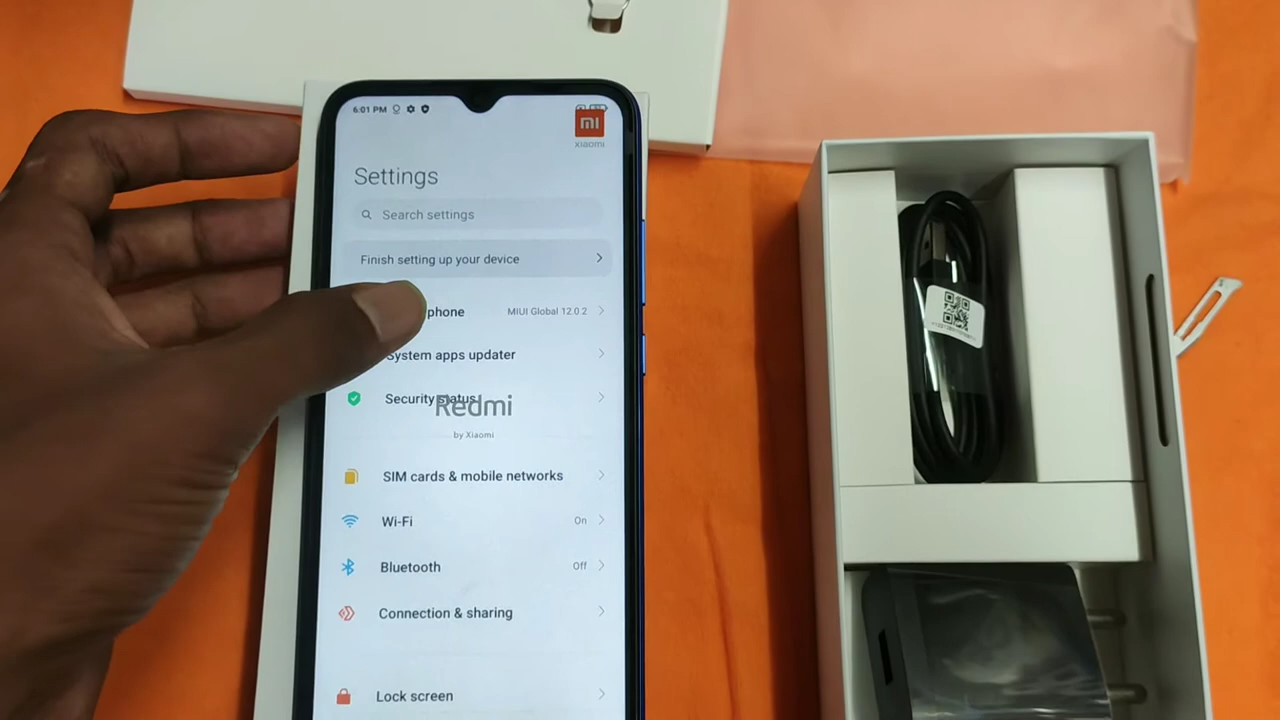 6:01 PM
mi
xiaomi
Settings
Search settings
Finish setting up your device
phone
MIUI Global 12.0.2
System apps updater
Security status
Redmi
by Xiaomi
SIM cards & mobile networks
Wi-Fi
On
Bluetooth
Off
Connection & sharing
Lock screen